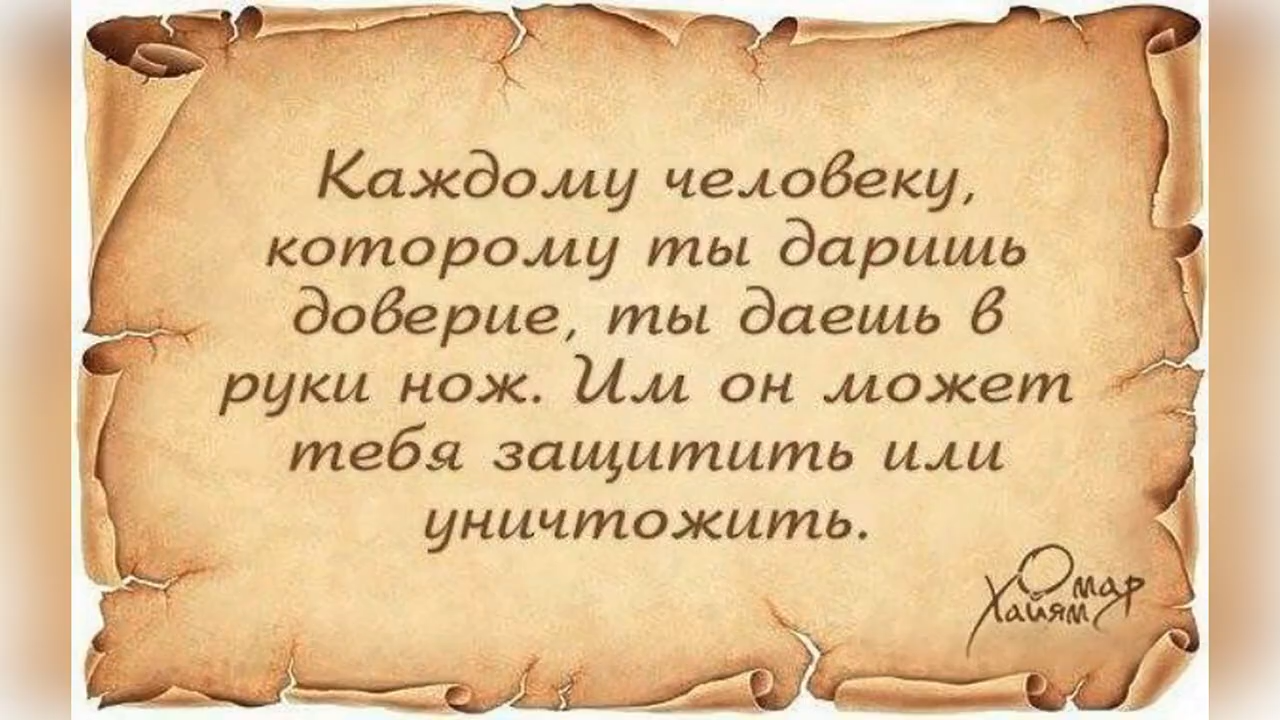 Каждому человеку,
которому ты даришь
доверие, ты даешь в
руки нож. Им он может
тебя защитить или
уничтожить.
Омар
Хайям